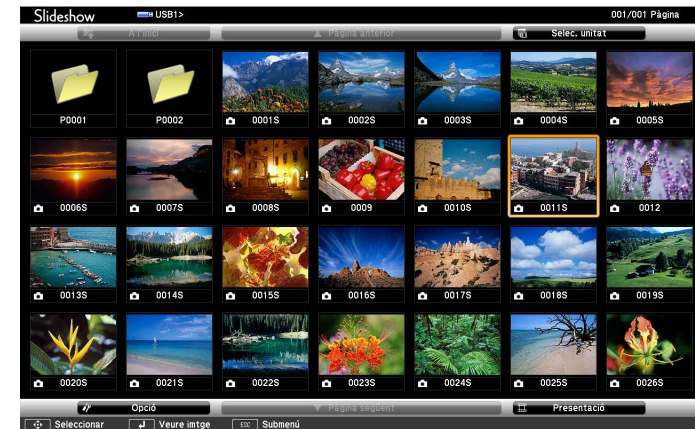 Slideshow USB1> 001/001 Pàgina
A l'inici Pàgina anterior Selec. unitat
P0001 P0002 0001S 0002S 0003S 0004S 0005S
0006S 0007S 0008S 0009 0010S 0011S 0012
0013S 0014S 0015S 0016S 0017S 0018S 0019S
0020S 0021S 0022S 0023S 0024S 0025S 0026S
Opció Pàgina següent Presentació
Seleccionar Veure imtge ESC Submenú